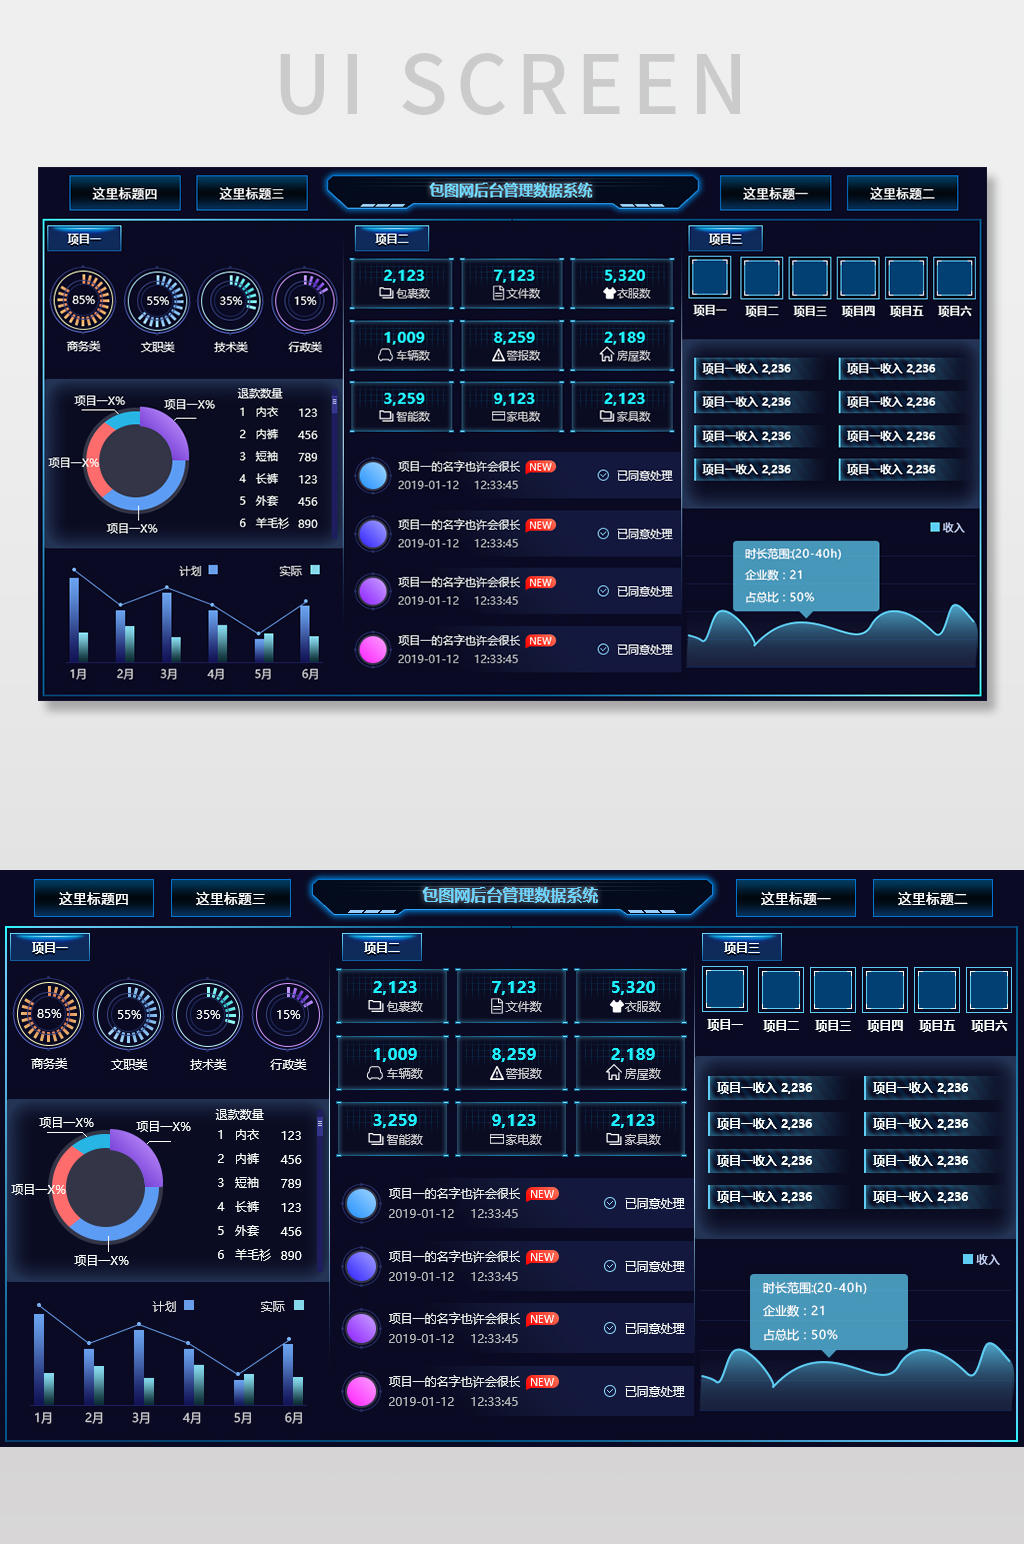 UI SCREEN
这里标题四
这里标题三
包图网后台管理数据系统
这里标题一
这里标题二
项目一
85%
55%
35%
15%
商务类
文职类
技术类
行政类
项目一X%
项目一X%
项目一X%
项目一X%
退款数量
1 内衣 123
2 内裤 456
3 短袖 789
4 长裤 123
5 外套 456
6 羊毛衫 890
计划
实际
1月 2月 3月 4月 5月 6月
项目二
2,123
包裹数
7,123
文件数
5,320
衣服数
1,009
车辆数
8,259
警报数
2,189
房屋数
3,259
智能数
9,123
家电数
2,123
家具数
项目一的名字也许会很长 NEW
2019-01-12 12:33:45
已同意处理
项目一的名字也许会很长 NEW
2019-01-12 12:33:45
已同意处理
项目一的名字也许会很长 NEW
2019-01-12 12:33:45
已同意处理
项目一的名字也许会很长 NEW
2019-01-12 12:33:45
已同意处理
项目三
项目一 项目二 项目三 项目四 项目五 项目六
项目一收入 2,236
项目一收入 2,236
项目一收入 2,236
项目一收入 2,236
项目一收入 2,236
项目一收入 2,236
项目一收入 2,236
项目一收入 2,236
收入
时长范围:(20-40h)
企业数：21
占总比：50%
这里标题四
这里标题三
包图网后台管理数据系统
这里标题一
这里标题二
项目一
85%
55%
35%
15%
商务类
文职类
技术类
行政类
项目一X%
项目一X%
项目一X%
项目一X%
退款数量
1 内衣 123
2 内裤 456
3 短袖 789
4 长裤 123
5 外套 456
6 羊毛衫 890
计划
实际
1月 2月 3月 4月 5月 6月
项目二
2,123
包裹数
7,123
文件数
5,320
衣服数
1,009
车辆数
8,259
警报数
2,189
房屋数
3,259
智能数
9,123
家电数
2,123
家具数
项目一的名字也许会很长 NEW
2019-01-12 12:33:45
已同意处理
项目一的名字也许会很长 NEW
2019-01-12 12:33:45
已同意处理
项目一的名字也许会很长 NEW
2019-01-12 12:33:45
已同意处理
项目一的名字也许会很长 NEW
2019-01-12 12:33:45
已同意处理
项目三
项目一 项目二 项目三 项目四 项目五 项目六
项目一收入 2,236
项目一收入 2,236
项目一收入 2,236
项目一收入 2,236
项目一收入 2,236
项目一收入 2,236
项目一收入 2,236
项目一收入 2,236
收入
时长范围:(20-40h)
企业数：21
占总比：50%